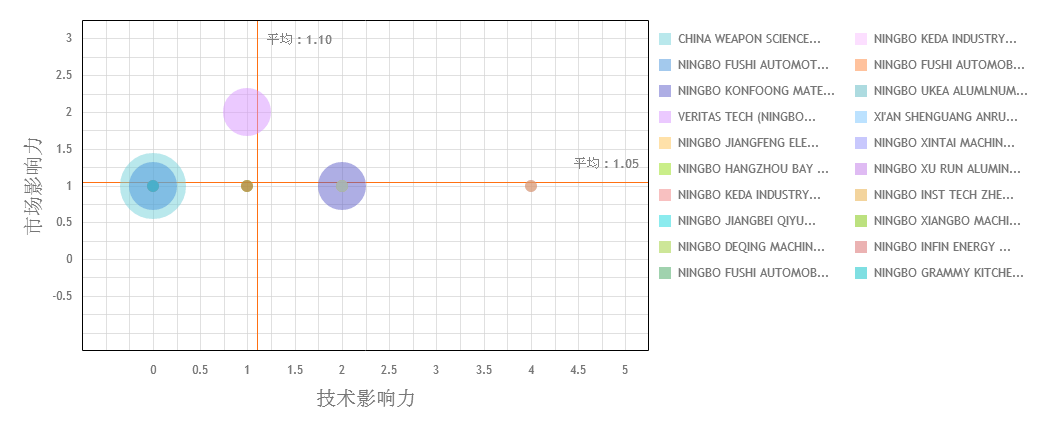 3
2.5
2
1.5
1
0.5
0
-0.5
市场影响力
平均：1.10
平均：1.05
0 0.5 1 1.5 2 2.5 3 3.5 4 4.5 5
技术影响力
CHINA WEAPON SCIENCE...
NINGBO FUSHI AUTOMOT...
NINGBO KONFOONG MATE...
VERITAS TECH (NINGBO...
NINGBO JIANGFENG ELE...
NINGBO HANGZHOU BAY ...
NINGBO KEDA INDUSTRY...
NINGBO JIANGBEI QIYU...
NINGBO DEQING MACHIN...
NINGBO FUSHI AUTOMOB...
NINGBO KEDA INDUSTRY...
NINGBO FUSHI AUTOMOB...
NINGBO UKEA ALUMLNUM...
XI'AN SHENGUANG ANRU...
NINGBO XINTAI MACHIN...
NINGBO XU RUN ALUMIN...
NINGBO INST TECH ZHE...
NINGBO XIANGBO MACHI...
NINGBO INFIN ENERGY ...
NINGBO GRAMMY KITCHE...